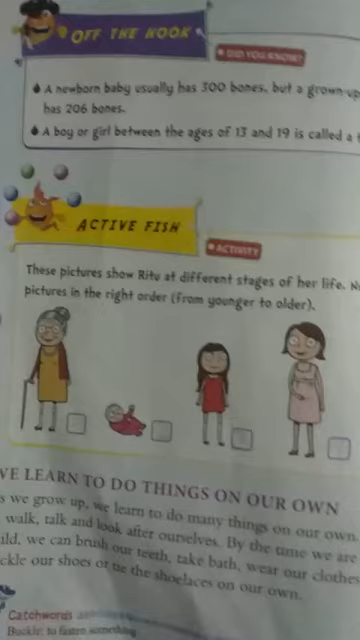 OFF THE HOOK
DID YOU KNOW?
A newborn baby usually has 300 bones, but a grown-up
has 206 bones.
A boy or girl between the ages of 13 and 19 is called a
ACTIVE FISH
ACTIVITY
These pictures show Ritu at different stages of her life.
pictures in the right order (from younger to older).
WE LEARN TO DO THINGS ON OUR OWN
we grow up, we learn to do many things on our own.
walk, talk and look after ourselves. By the time we are
we can brush our teeth, take bath, wear our clothes
our shoes or tie the shoelaces on our own.
Catchwords
Buckle: to fasten something